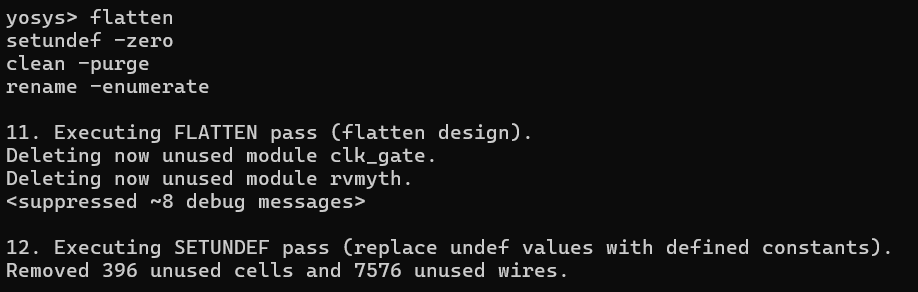 yosys> flatten
setundef -zero
clean -purge
rename -enumerate
11. Executing FLATTEN pass (flatten design).
Deleting now unused module clk_gate.
Deleting now unused module rvmyth.
<suppressed ~8 debug messages>
12. Executing SETUNDEF pass (replace undef values with defined constants).
Removed 396 unused cells and 7576 unused wires.